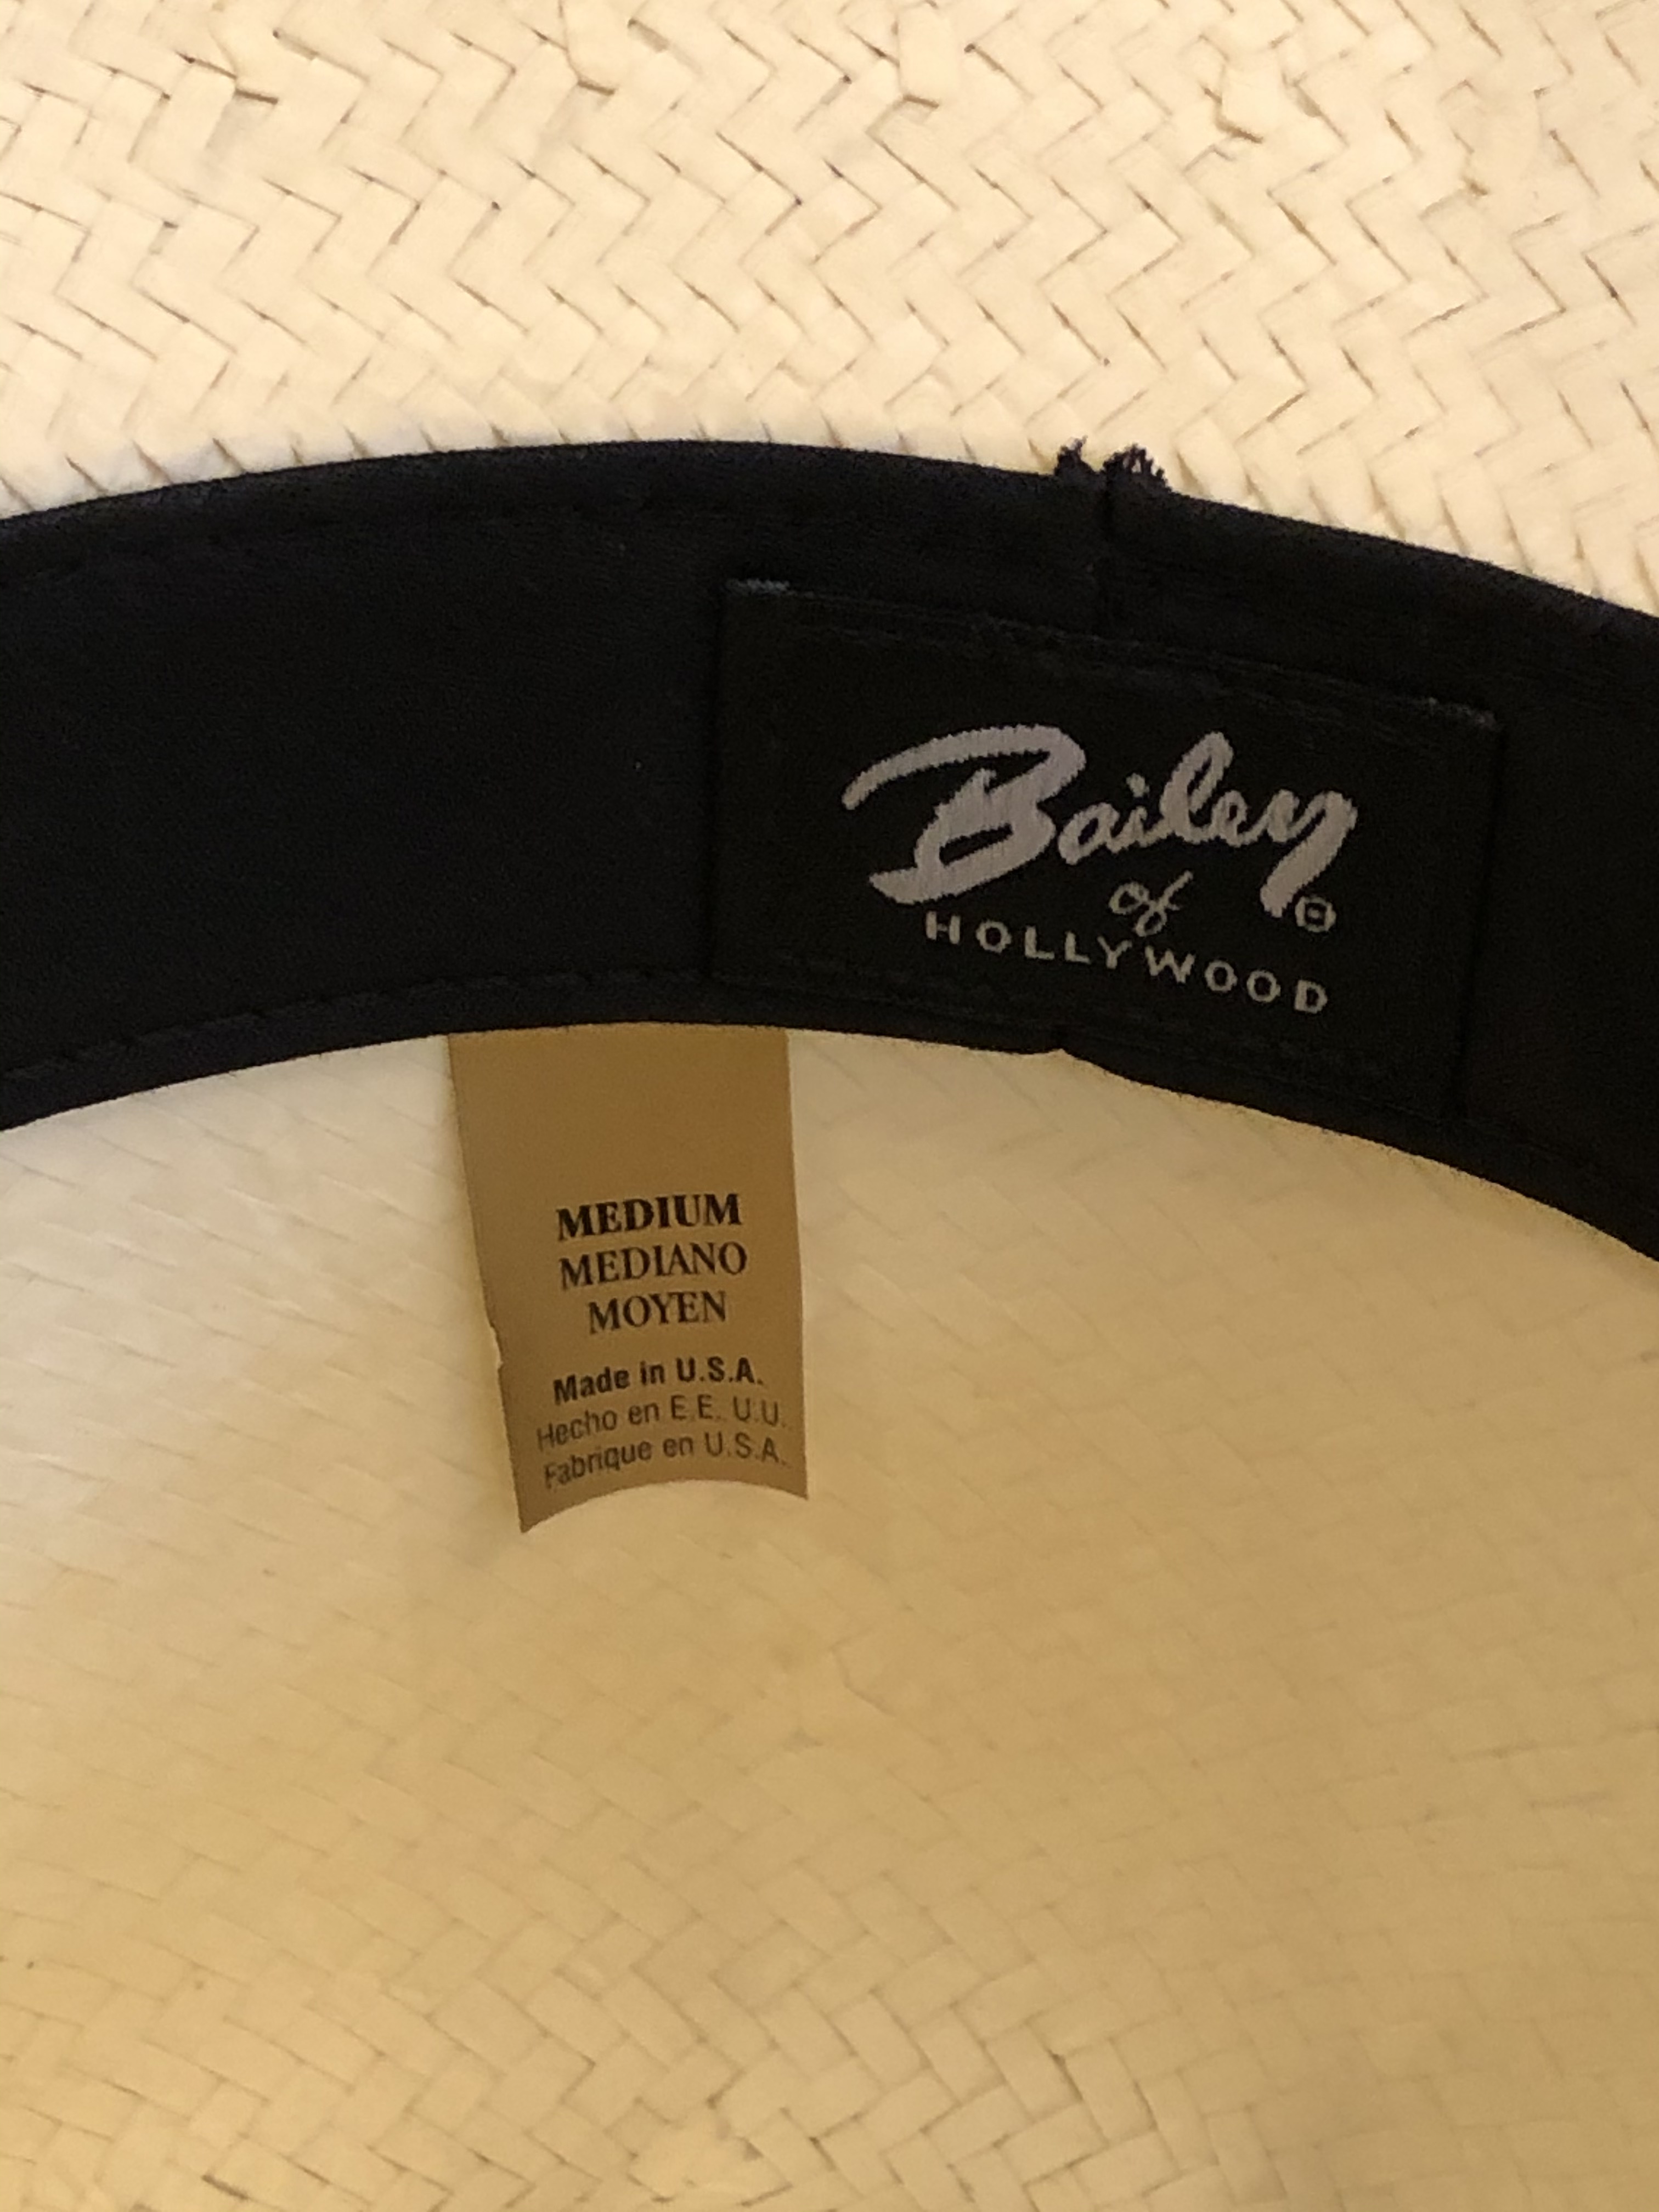 Bailey®
of
HOLLYWOOD
MEDIUM
MEDIANO
MOYEN
Made in U.S.A.
Hecho en E.E. U.U.
Fabrique en U.S.A.